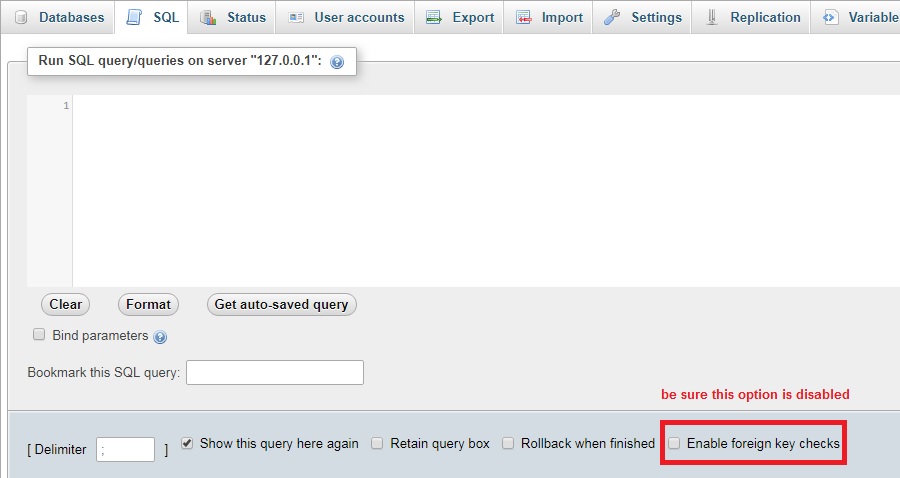 Databases SQL Status User accounts Export Import Settings Replication Variable
Run SQL query/queries on server "127.0.0.1":
1
Clear Format Get auto-saved query
Bind parameters
Bookmark this SQL query:
be sure this option is disabled
[ Delimiter ; ] Show this query here again Retain query box Rollback when finished Enable foreign key checks